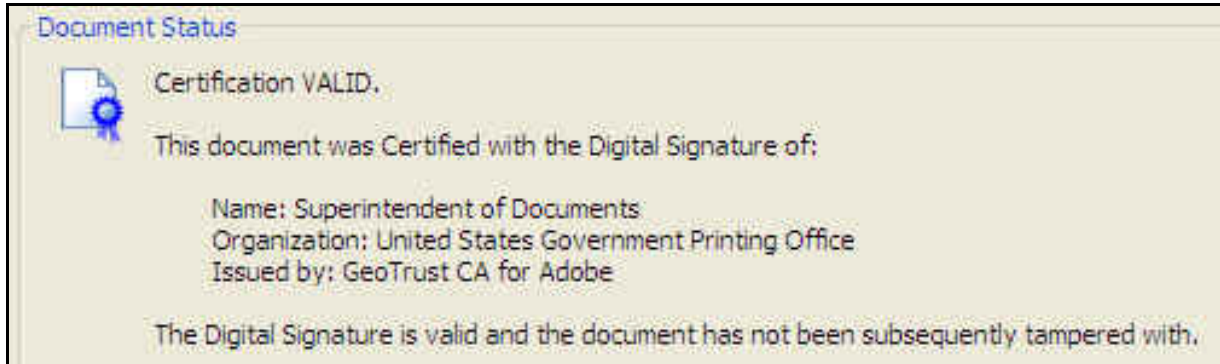 Document Status
Certification VALID.
This document was Certified with the Digital Signature of:
Name: Superintendent of Documents
Organization: United States Government Printing Office
Issued by: GeoTrust CA for Adobe
The Digital Signature is valid and the document has not been subsequently tampered with.